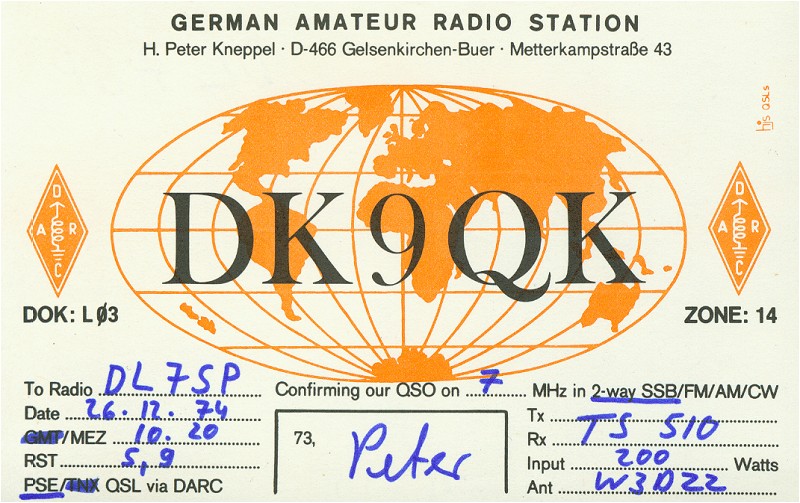 GERMAN AMATEUR RADIO STATION
H. Peter Kneppel · D-466 Gelsenkirchen-Buer · Metterkampstraße 43
hjs QSLs
DK9QK
D A R C
D A R C
DOK: LØ3
ZONE: 14
To Radio DL7SP Confirming our QSO on 7 MHz in 2-way SSB/FM/AM/CW
Date 26.12.74
GMT/MEZ 10.20
RST 5,9
PSE/TNX QSL via DARC
73, Peter
Tx
Rx TS 510
Input 200 Watts
Ant W3DZZ